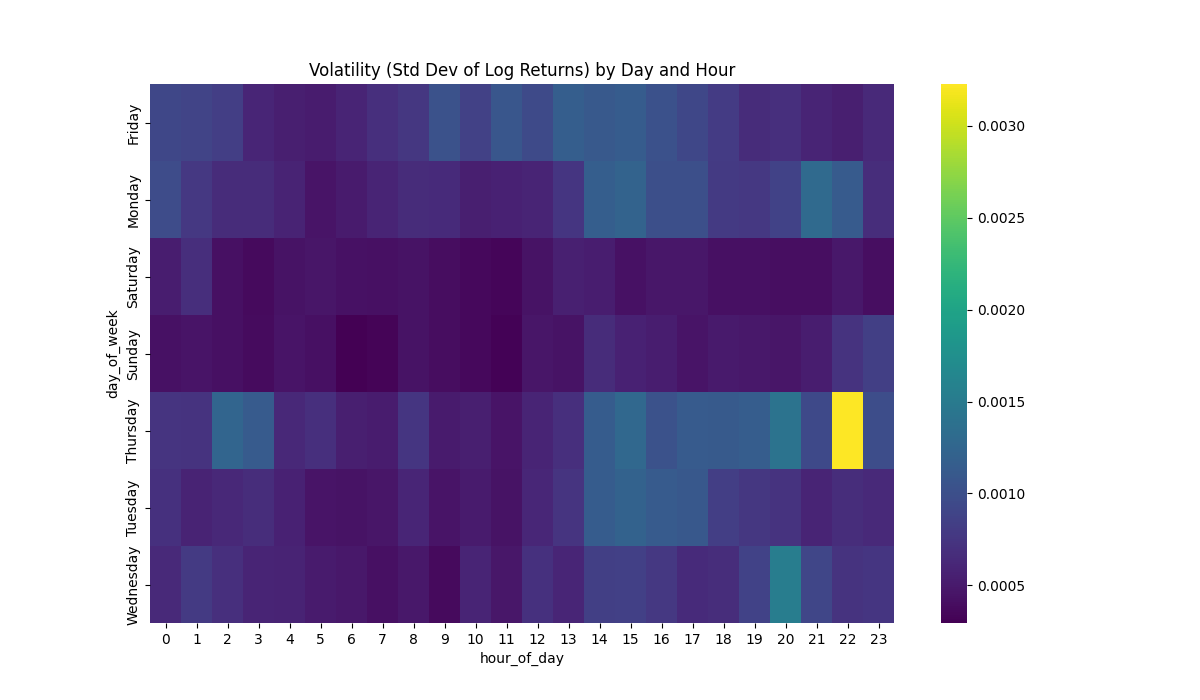 Volatility (Std Dev of Log Returns) by Day and Hour
day_of_week
Friday
Monday
Saturday
Sunday
Thursday
Tuesday
Wednesday
0 1 2 3 4 5 6 7 8 9 10 11 12 13 14 15 16 17 18 19 20 21 22 23
hour_of_day
0.0030
0.0025
0.0020
0.0015
0.0010
0.0005